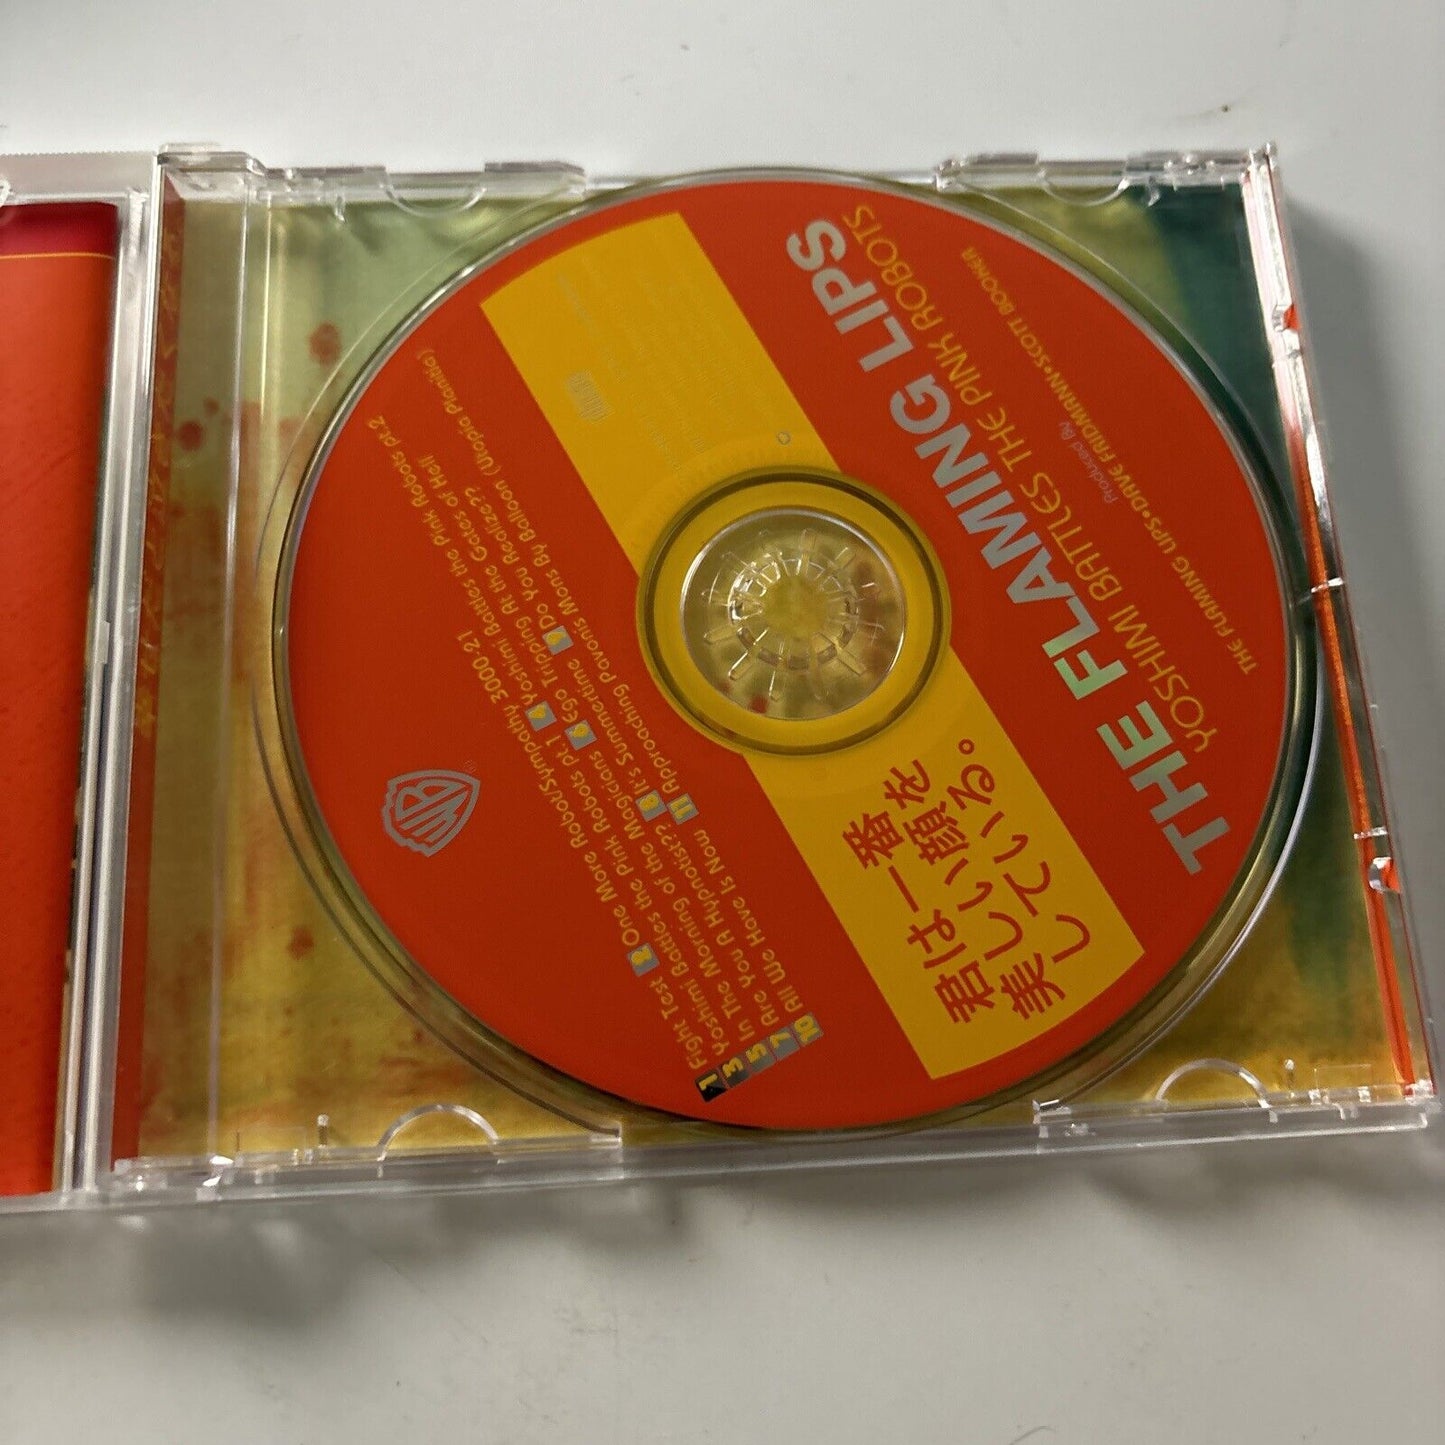 THE FLAMING LIPS
YOSHIMI BATTLES THE PINK ROBOTS
Produced By
THE FLAMING LIPS•DAVE FRIDMANN•SCOTT BOOKER
君は一番
美しい顔を
している。
1 Fight Test 2 One More Robot/Sympathy 3000-21
3 Yoshimi Battles the Pink Robots pt. 1 4 Yoshimi Battles the Pink Robots pt.2
5 In The Morning of the Magicians 6 Ego Tripping At the Gates of Hell
7 Are You A Hypnotist?? 8 It's Summertime 9 Do You Realize??
10 All We Have Is Now 11 Approaching Pavonis Mons By Balloon (Utopia Planitia)
WB